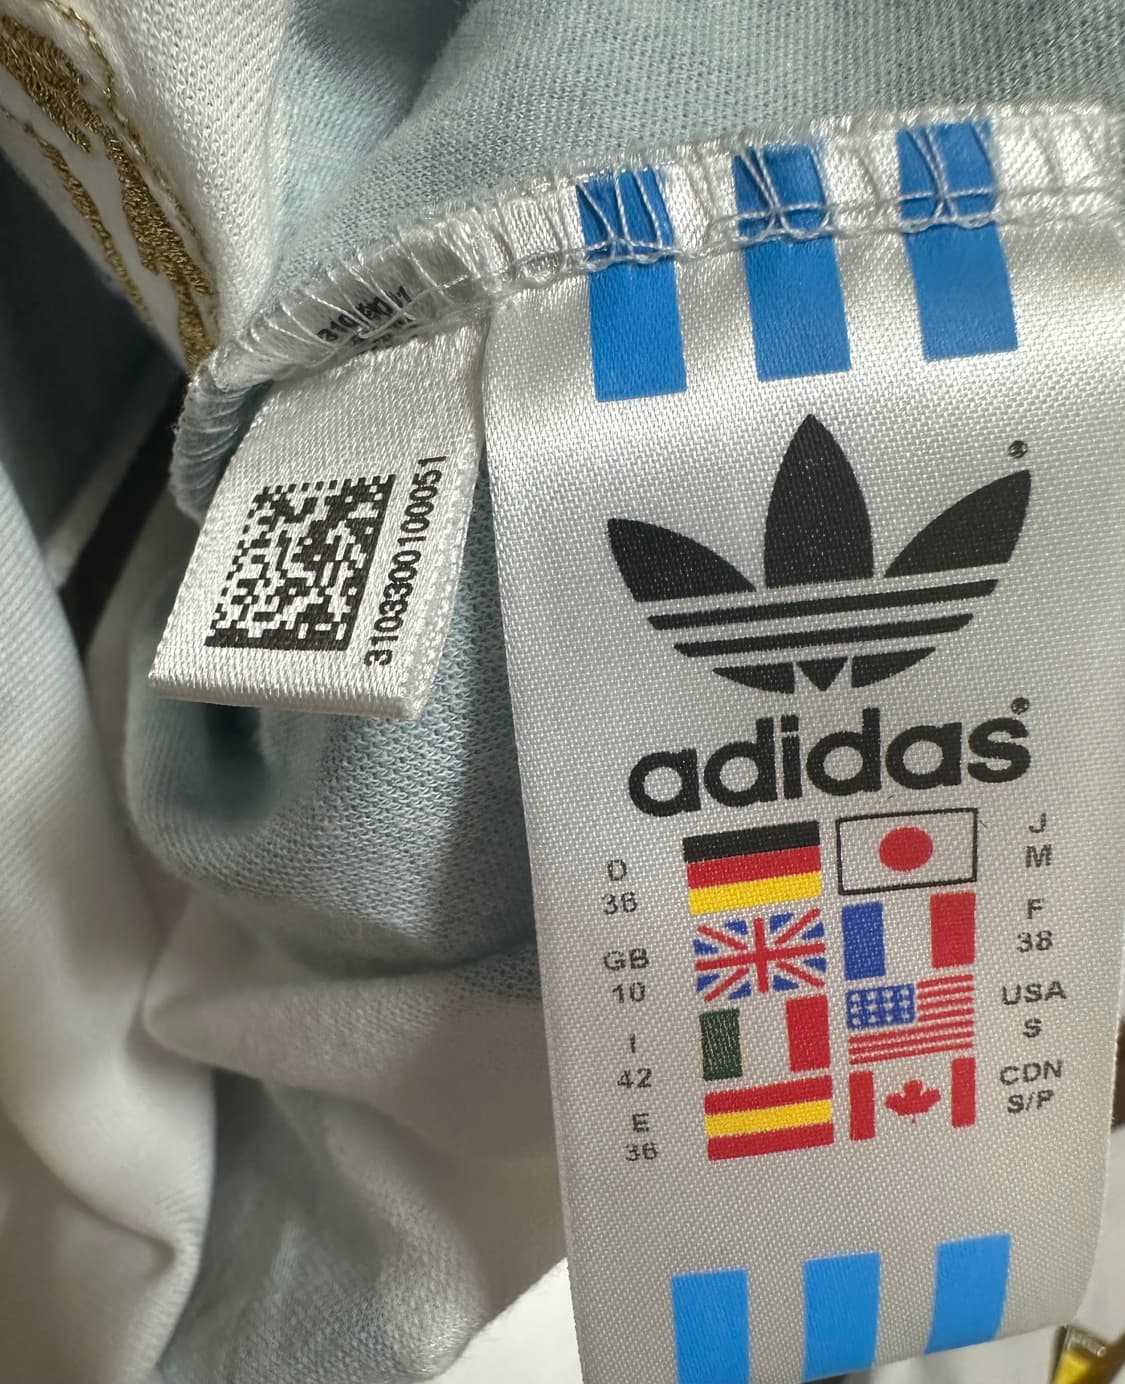 3103300100051
®
adidas®
D
36
GB
10
I
42
E
36
J
M
F
38
USA
S
CDN
S/P